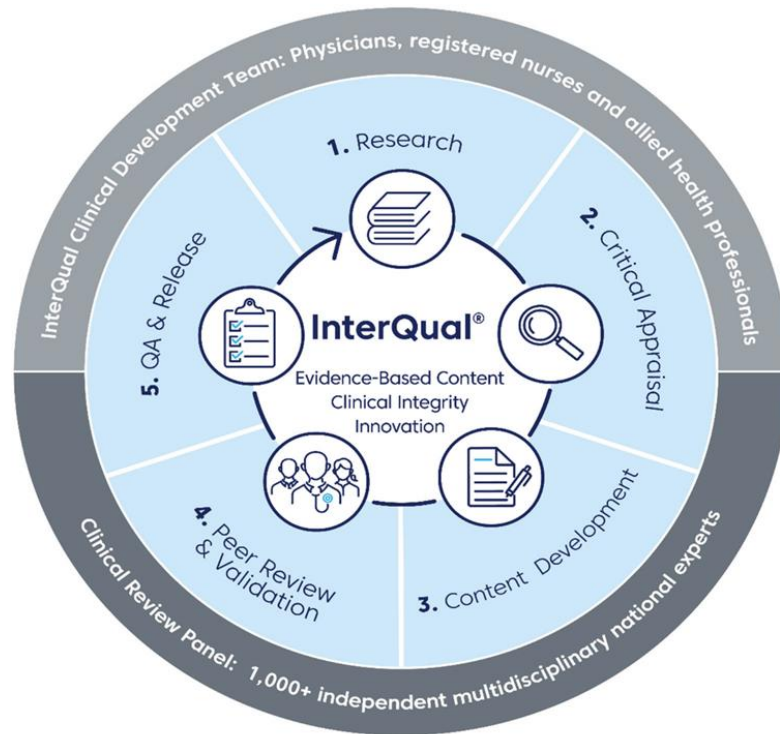 InterQual Clinical Development Team: Physicians, registered nurses and allied health professionals
1. Research
2. Critical Appraisal
3. Content Development
4. Peer Review
& Validation
5. QA & Release
InterQual®
Evidence-Based Content
Clinical Integrity
Innovation
Clinical Review Panel: 1,000+ independent multidisciplinary national experts